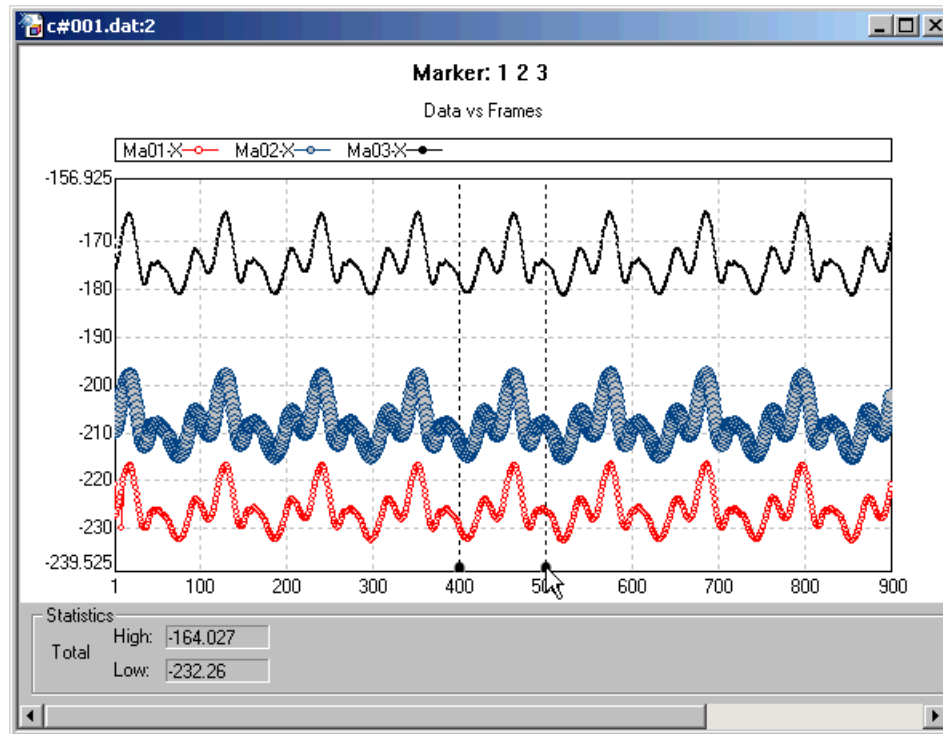 c#001.dat:2
Marker: 1 2 3
Data vs Frames
Ma01-X Ma02-X Ma03-X
-156.925
-170
-180
-190
-200
-210
-220
-230
-239.525
1 100 200 300 400 500 600 700 800 900
Statistics
Total
High: -164.027
Low: -232.26